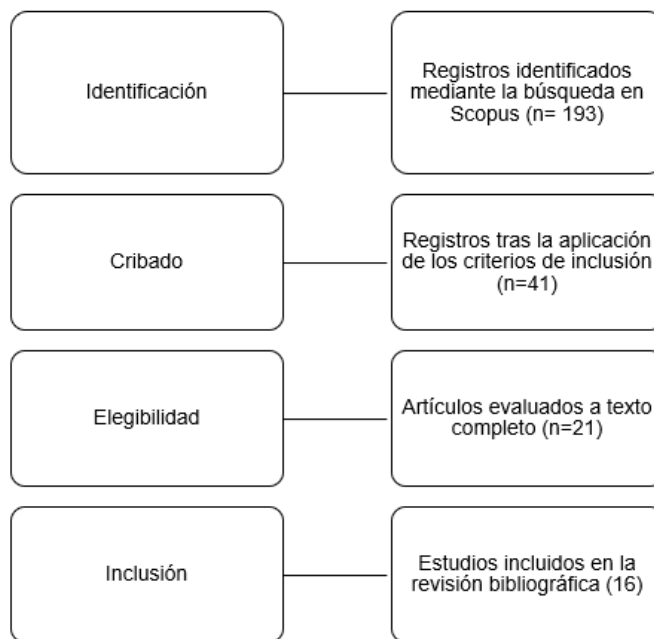 Identificación
Registros identificados
mediante la búsqueda en
Scopus (n= 193)
Cribado
Registros tras la aplicación
de los criterios de inclusión
(n=41)
Elegibilidad
Artículos evaluados a texto
completo (n=21)
Inclusión
Estudios incluidos en la
revisión bibliográfica (16)